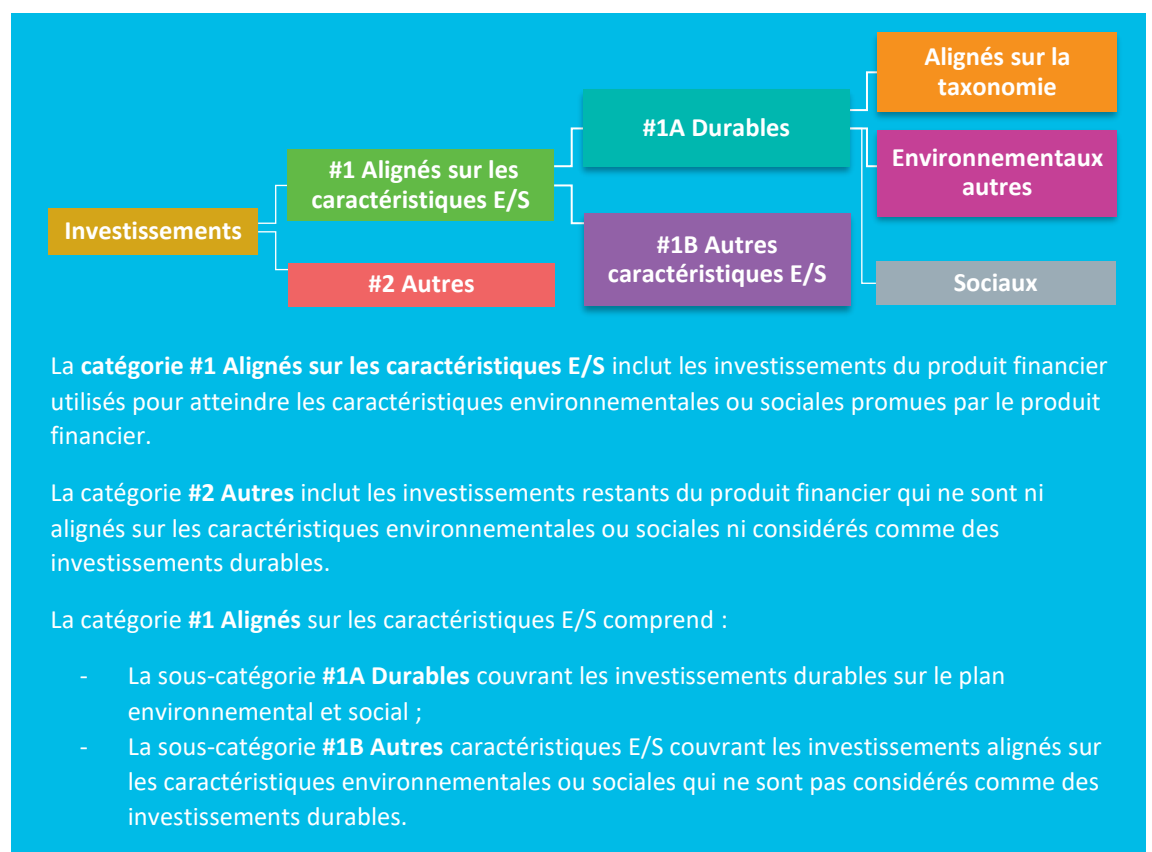 Investissements
#1 Alignés sur les
caractéristiques E/S
#2 Autres
#1A Durables
#1B Autres
caractéristiques E/S
Alignés sur la
taxonomie
Environnementaux
autres
Sociaux
La catégorie #1 Alignés sur les caractéristiques E/S inclut les investissements du produit financier
utilisés pour atteindre les caractéristiques environnementales ou sociales promues par le produit
financier.
La catégorie #2 Autres inclut les investissements restants du produit financier qui ne sont ni
alignés sur les caractéristiques environnementales ou sociales ni considérés comme des
investissements durables.
La catégorie #1 Alignés sur les caractéristiques E/S comprend :
- La sous-catégorie #1A Durables couvrant les investissements durables sur le plan
environnemental et social ;
- La sous-catégorie #1B Autres caractéristiques E/S couvrant les investissements alignés sur
les caractéristiques environnementales ou sociales qui ne sont pas considérés comme des
investissements durables.